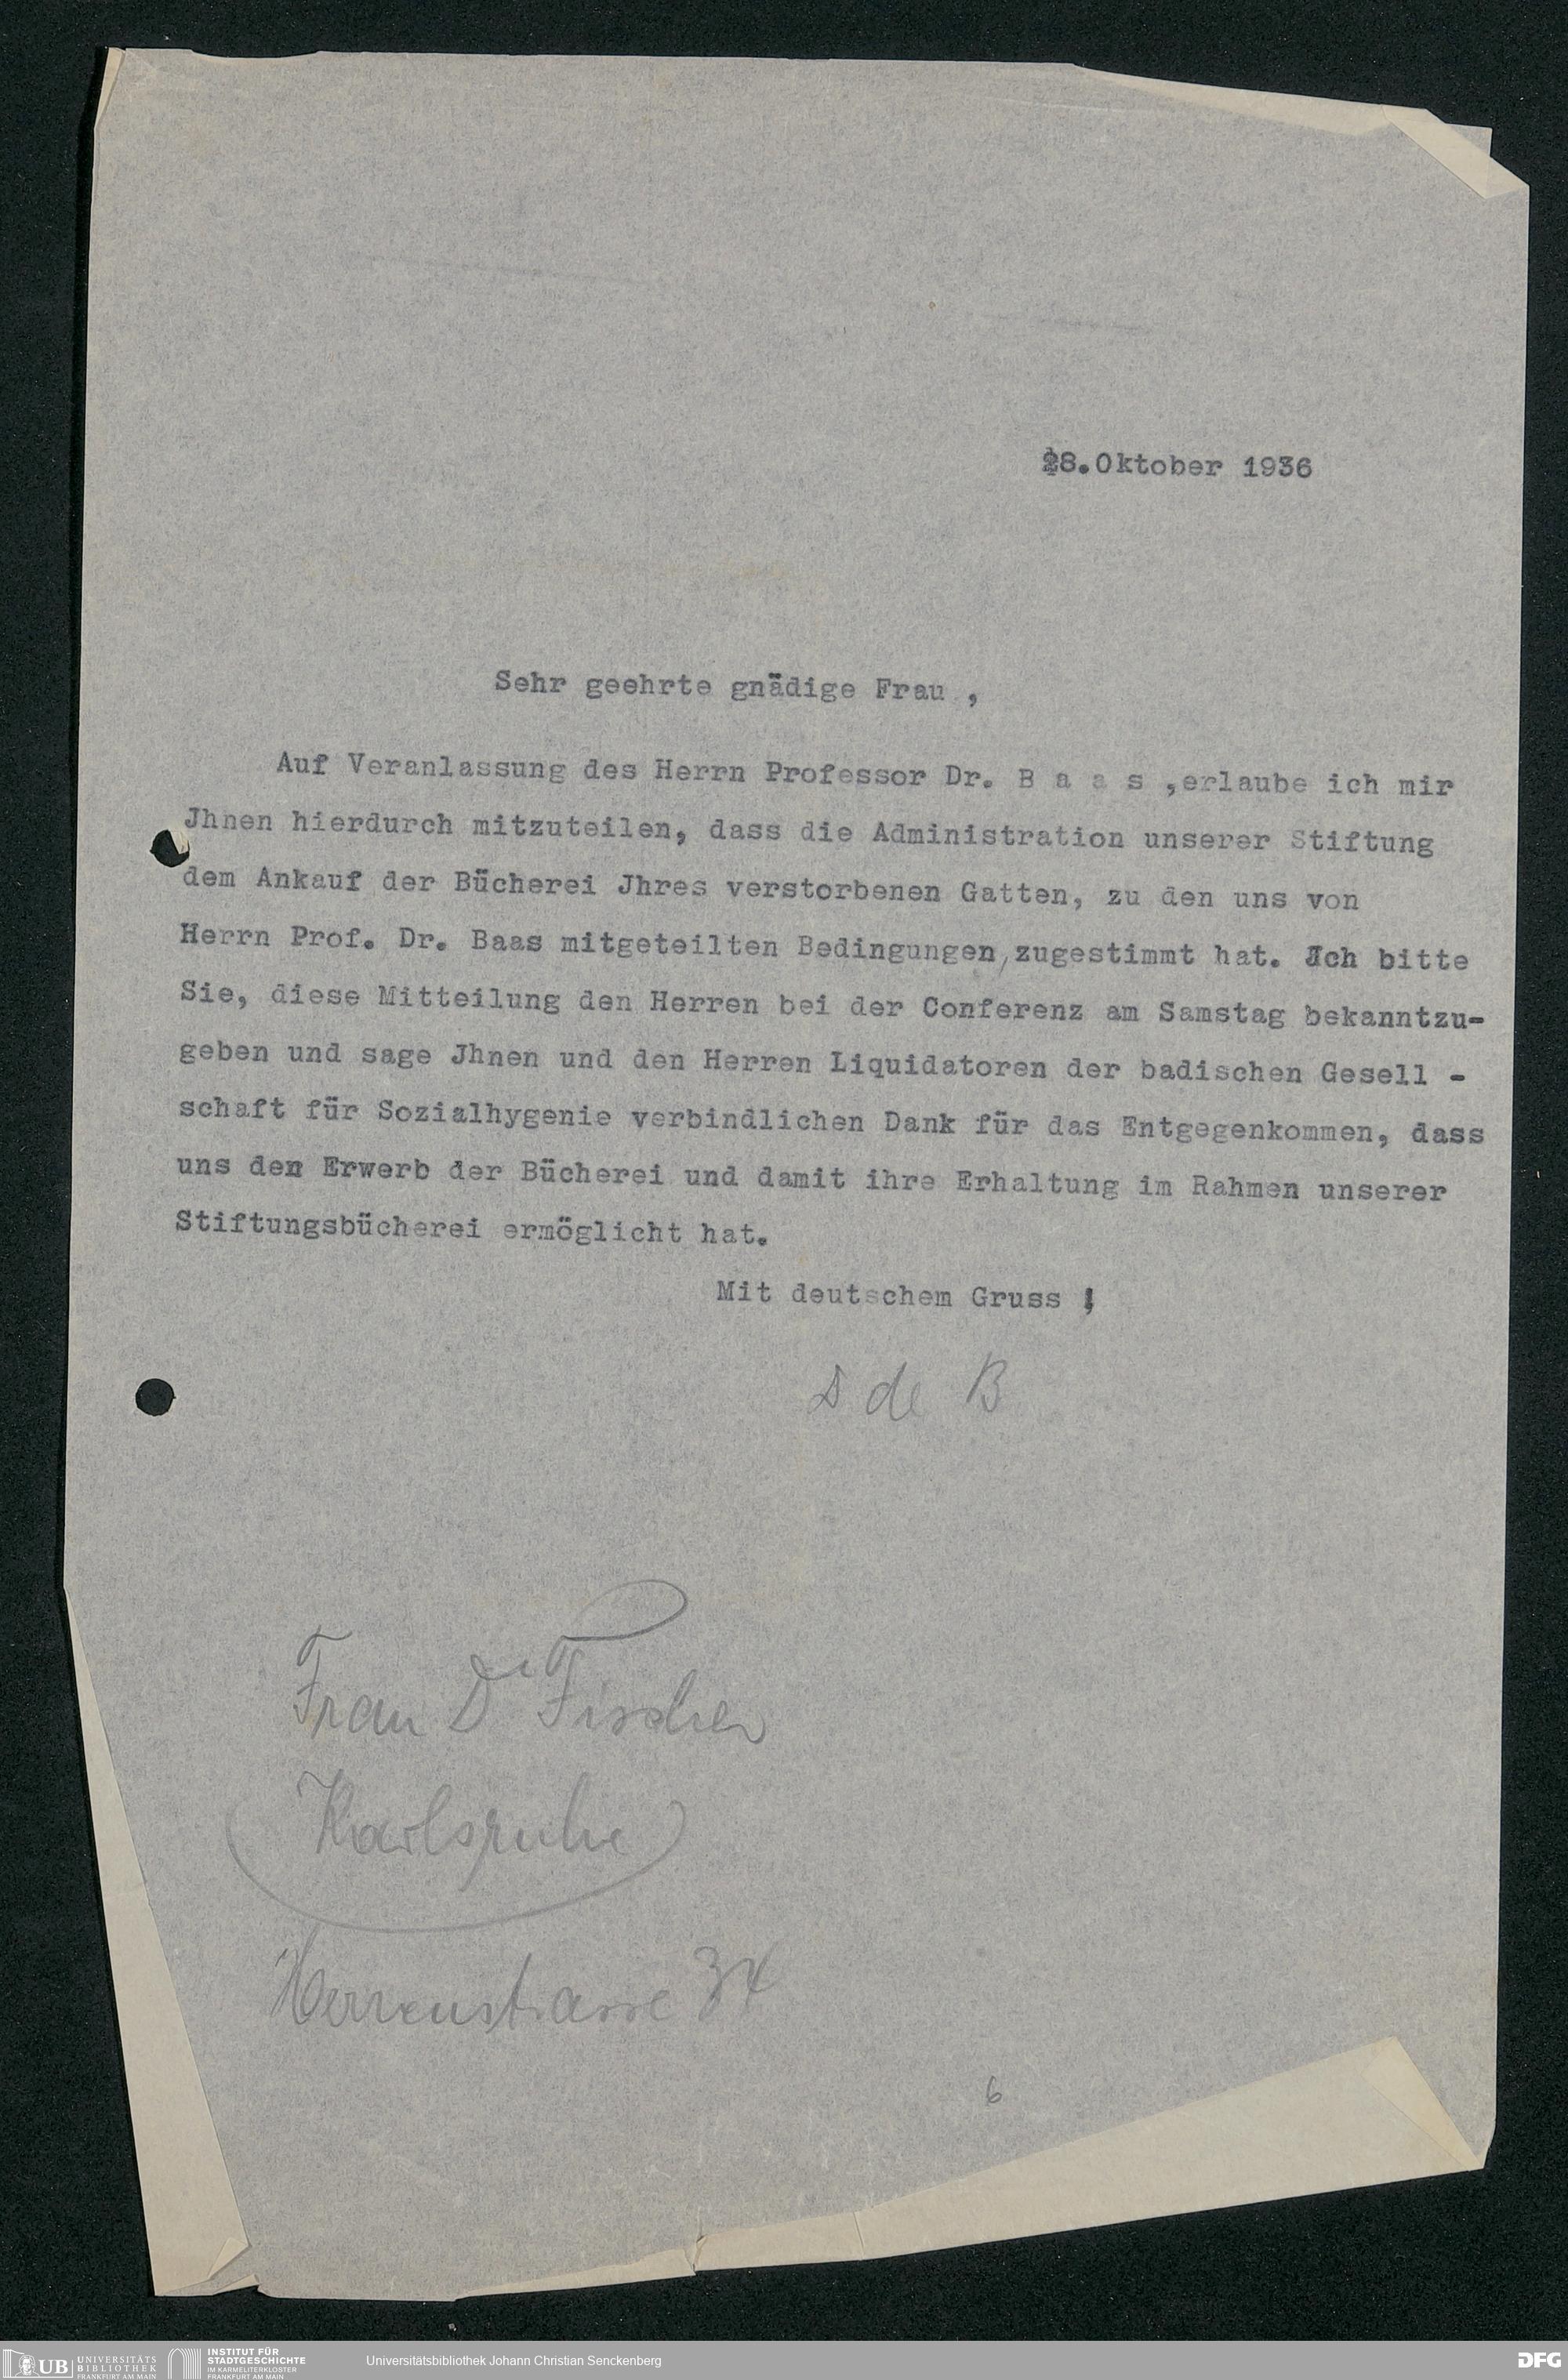 28.Oktober 1936
Sehr geehrte gnädige Frau ,
Auf Veranlassung des Herrn Professor Dr. B a a s ,erlaube ich mir
Jhnen hierdurch mitzuteilen, dass die Administration unserer Stiftung
dem Ankauf der Bücherei Jhres verstorbenen Gatten, zu den uns von
Herrn Prof. Dr. Baas mitgeteilten Bedingungen, zugestimmt hat. Ich bitte
Sie, diese Mitteilung den Herren bei der Conferenz am Samstag bekanntzu-
geben und sage Jhnen und den Herren Liquidatoren der badischen Gesell -
schaft für Sozialhygenie verbindlichen Dank für das Entgegenkommen, dass
uns den Erwerb der Bücherei und damit ihre Erhaltung im Rahmen unserer
Stiftungsbücherei ermöglicht hat.
Mit deutschem Gruss !
S de B
Frau Dr Fischer
Karlsruhe
Herrenstrasse 34
6
UB UNIVERSITÄTS
BIBLIOTHEK
FRANKFURT AM MAIN
INSTITUT FÜR
STADTGESCHICHTE
IM KARMELITERKLOSTER
FRANKFURT AM MAIN
Universitätsbibliothek Johann Christian Senckenberg
DFG